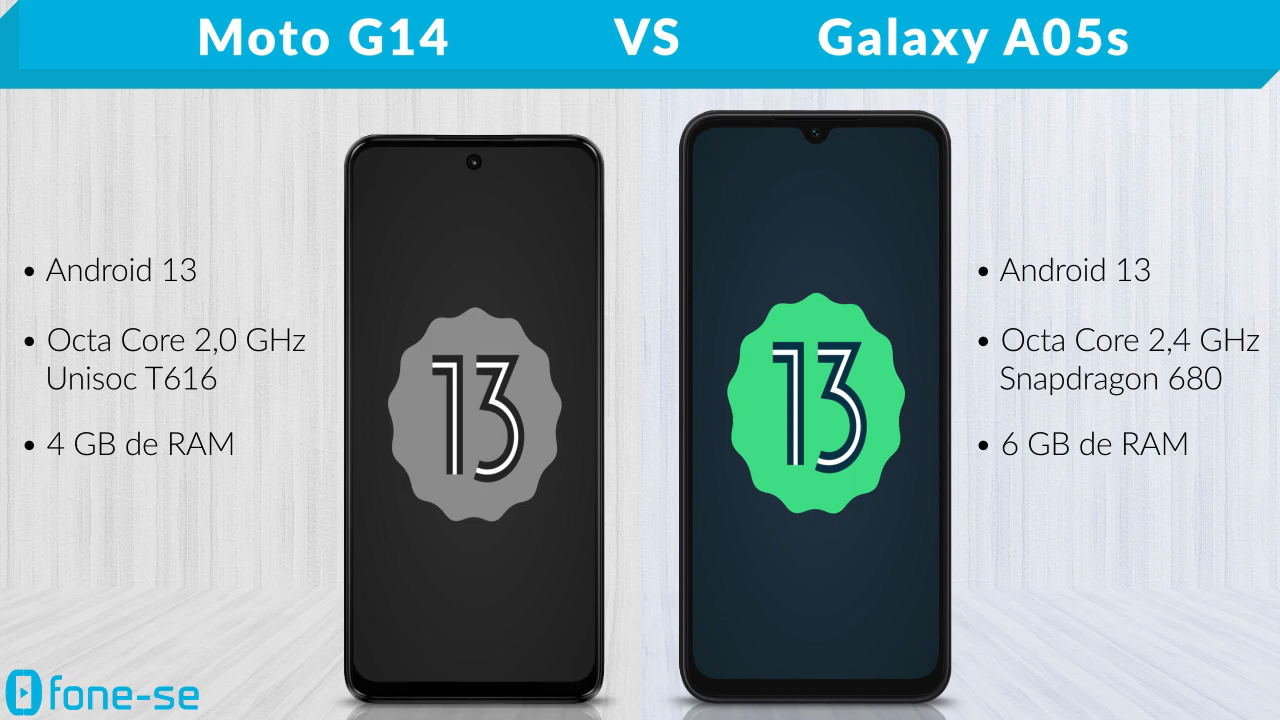 Moto G14 VS Galaxy A05s
• Android 13
• Octa Core 2,0 GHz
Unisoc T616
• 4 GB de RAM
13
13
• Android 13
• Octa Core 2,4 GHz
Snapdragon 680
• 6 GB de RAM
fone-se